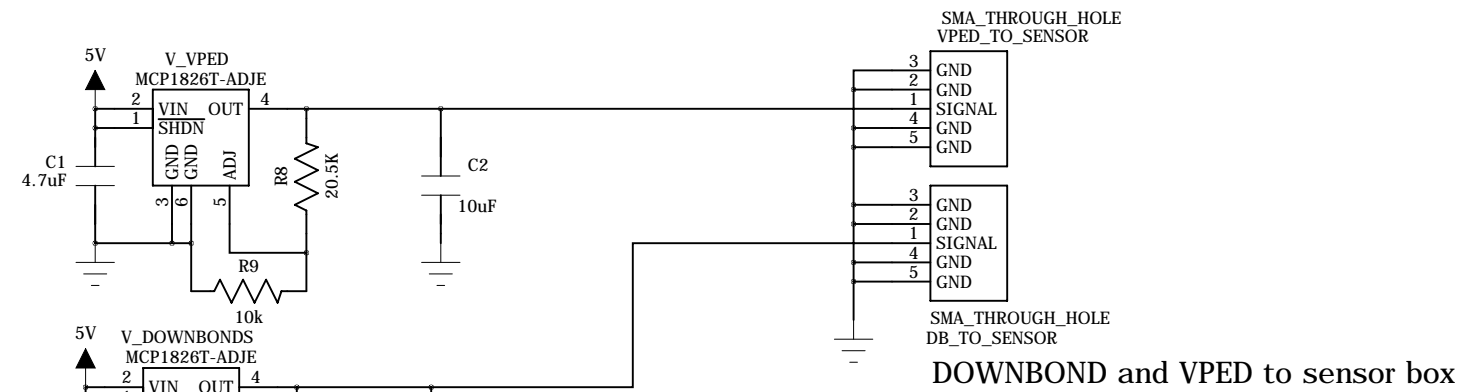 SMA_THROUGH_HOLE
VPED_TO_SENSOR
5V
V_VPED
MCP1826T-ADJE
2 VIN OUT 4
1 SHDN
GND GND ADJ
3 6 5
C1
4.7uF
R8
20.5K
C2
10uF
R9
10k
3 GND
2 GND
1 SIGNAL
4 GND
5 GND
3 GND
2 GND
1 SIGNAL
4 GND
5 GND
SMA_THROUGH_HOLE
DB_TO_SENSOR
5V
V_DOWNBONDS
MCP1826T-ADJE
2 VIN OUT 4
DOWNBOND and VPED to sensor box